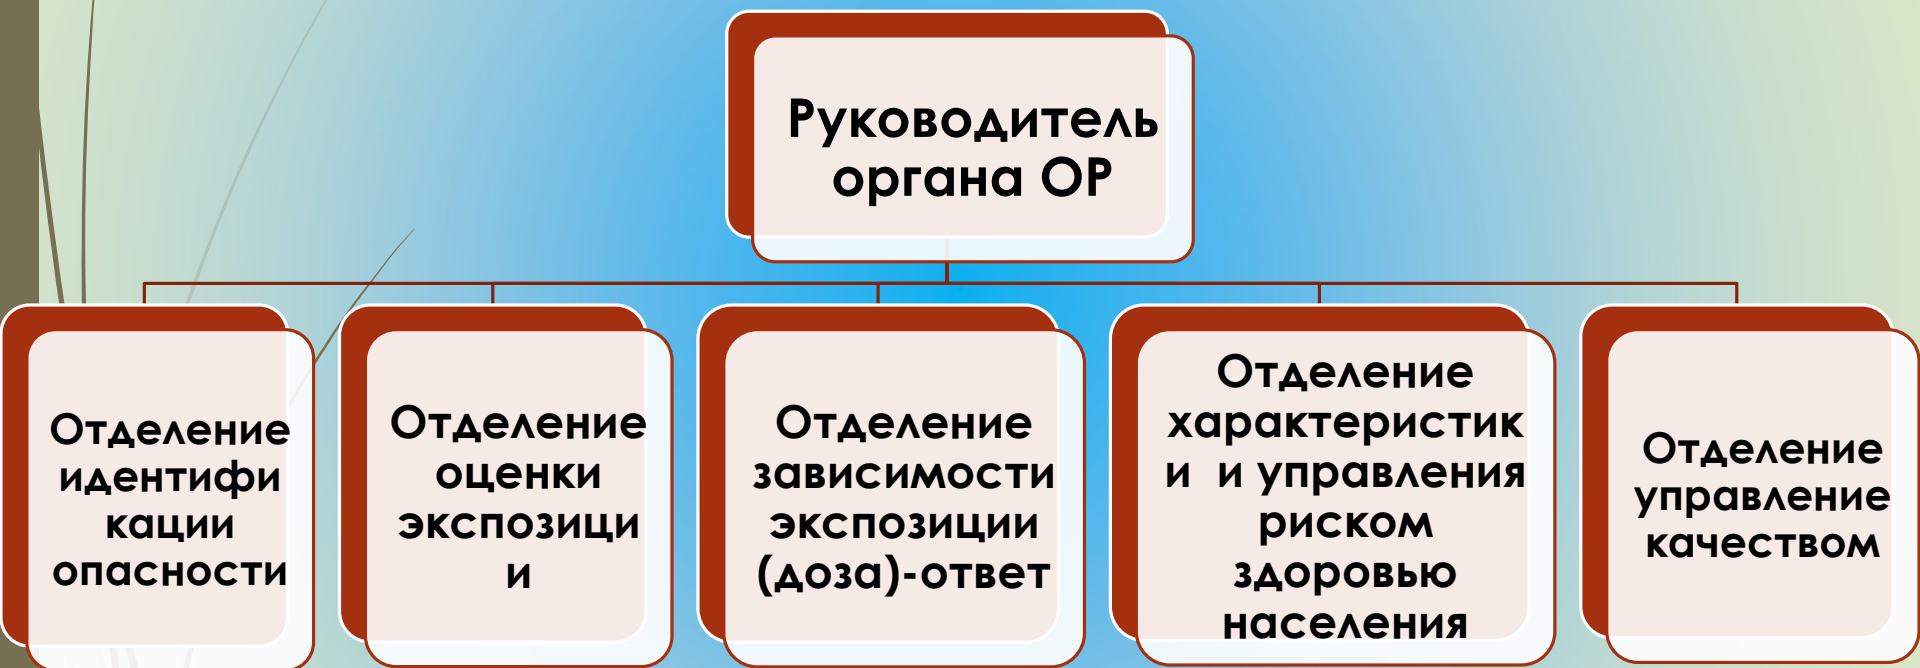 Руководитель
органа ОР
Отделение
идентифи
кации
опасности
Отделение
оценки
экспозици
и
Отделение
зависимости
экспозиции
(доза)-ответ
Отделение
характеристик
и  и управления
риском
здоровью
населения
Отделение
управление
качеством